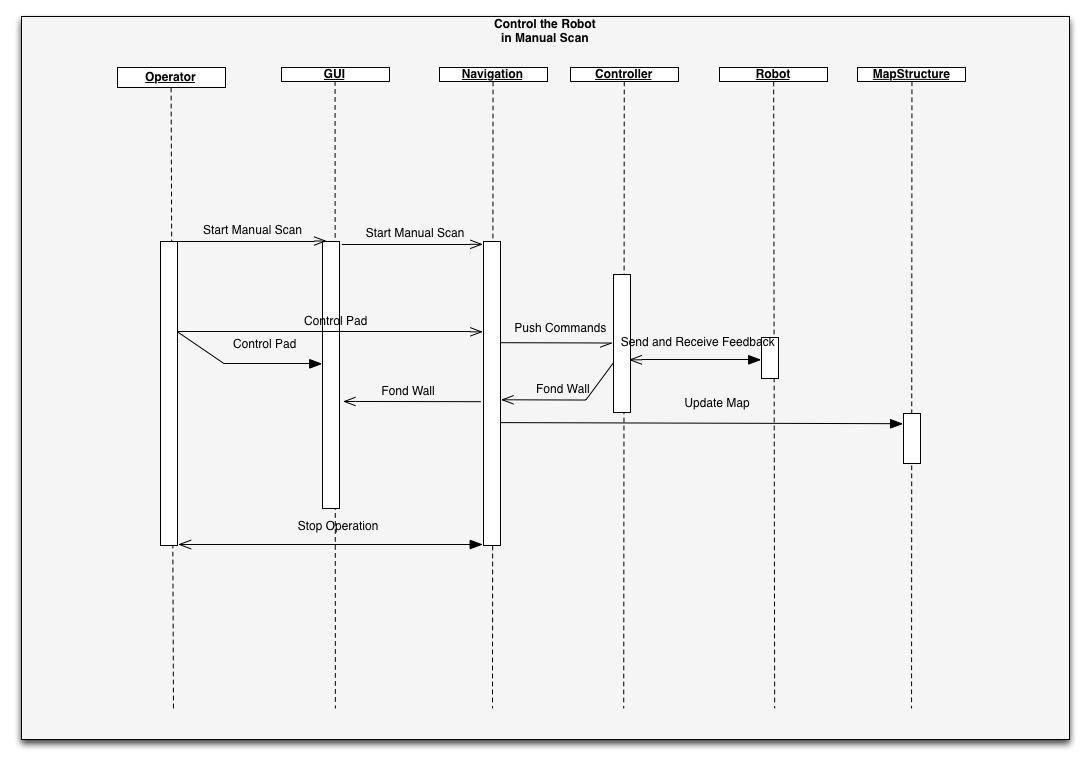 Control the Robot
in Manual Scan
Operator
GUI
Navigation
Controller
Robot
MapStructure
Start Manual Scan
Start Manual Scan
Control Pad
Push Commands
Control Pad
Send and Receive Feedback
Fond Wall
Fond Wall
Update Map
Stop Operation